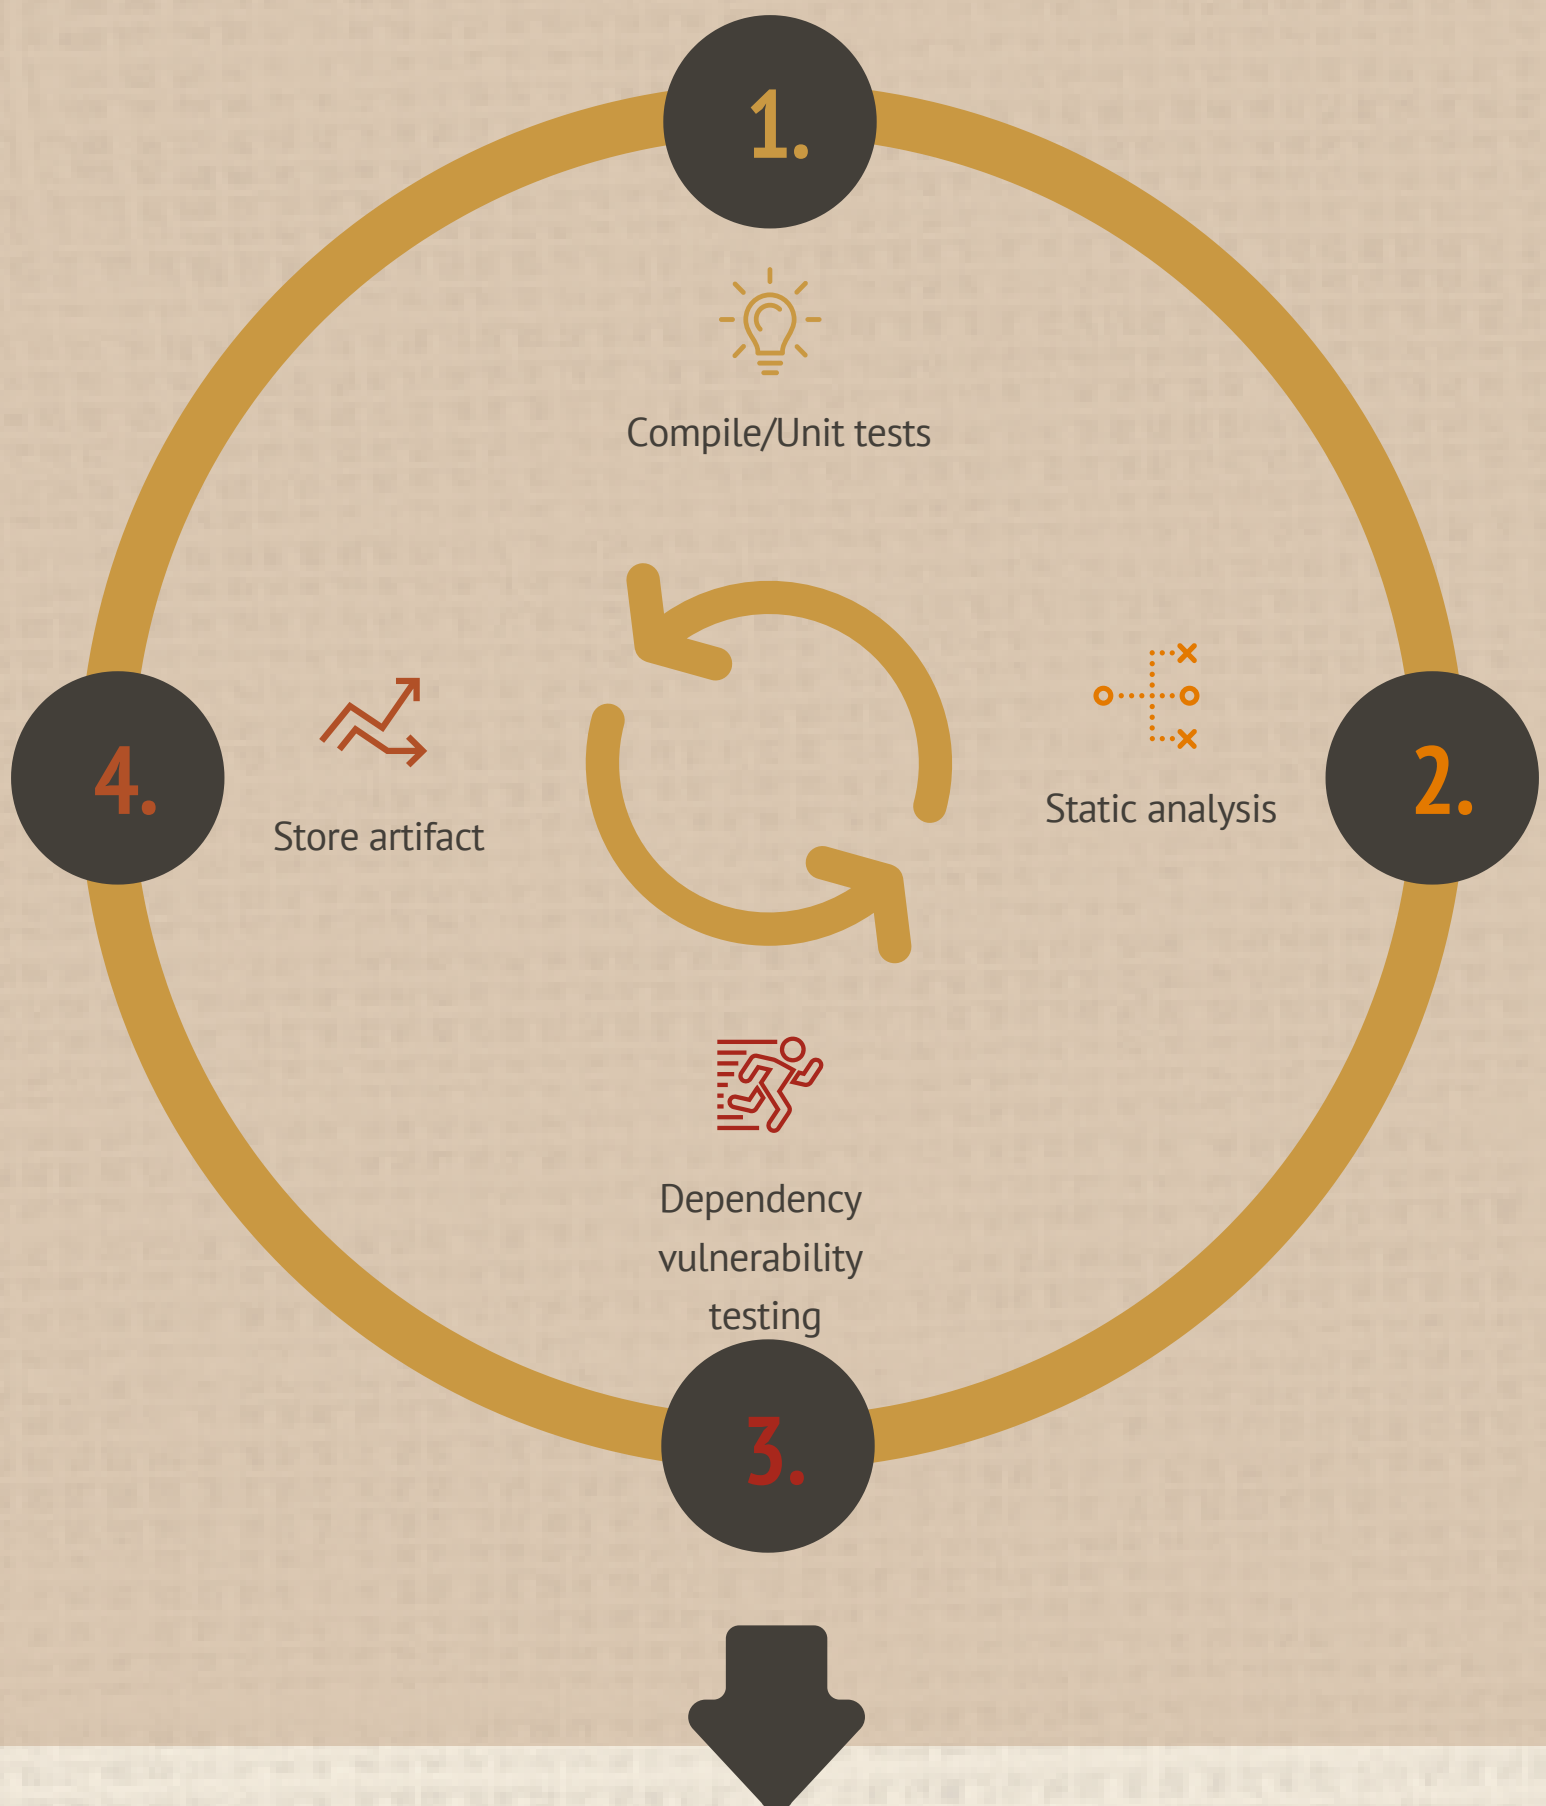 1.
Compile/Unit tests
2.
Static analysis
3.
Dependency
vulnerability
testing
4.
Store artifact